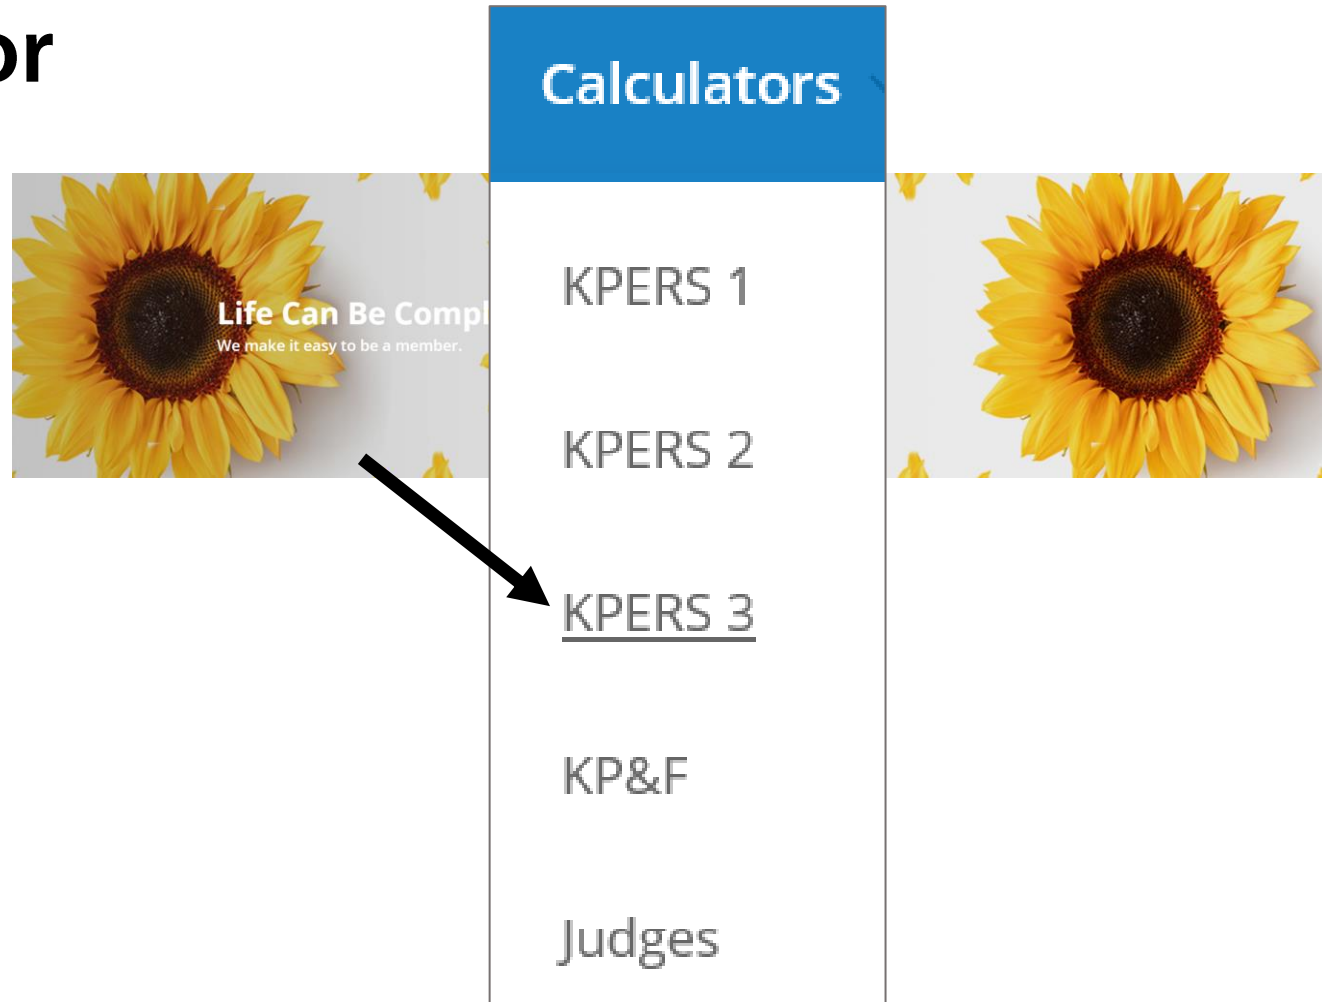 or
Calculators
Life Can Be Compl
We make it easy to be a member.
KPERS 1
KPERS 2
KPERS 3
KP&F
Judges